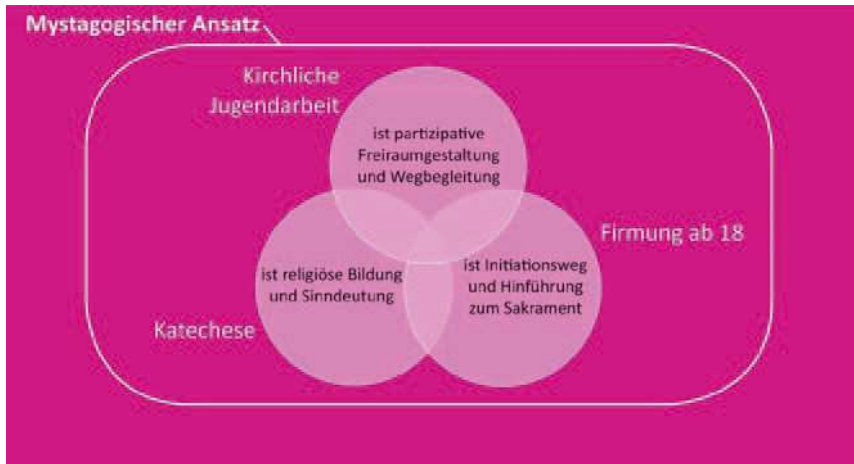 Mystagogischer Ansatz
Kirchliche
Jugendarbeit
ist partizipative
Freiraumgestaltung
und Wegbegleitung
Firmung ab 18
ist religiöse Bildung
und Sinndeutung
ist Initiationsweg
und Hinführung
zum Sakrament
Katechese